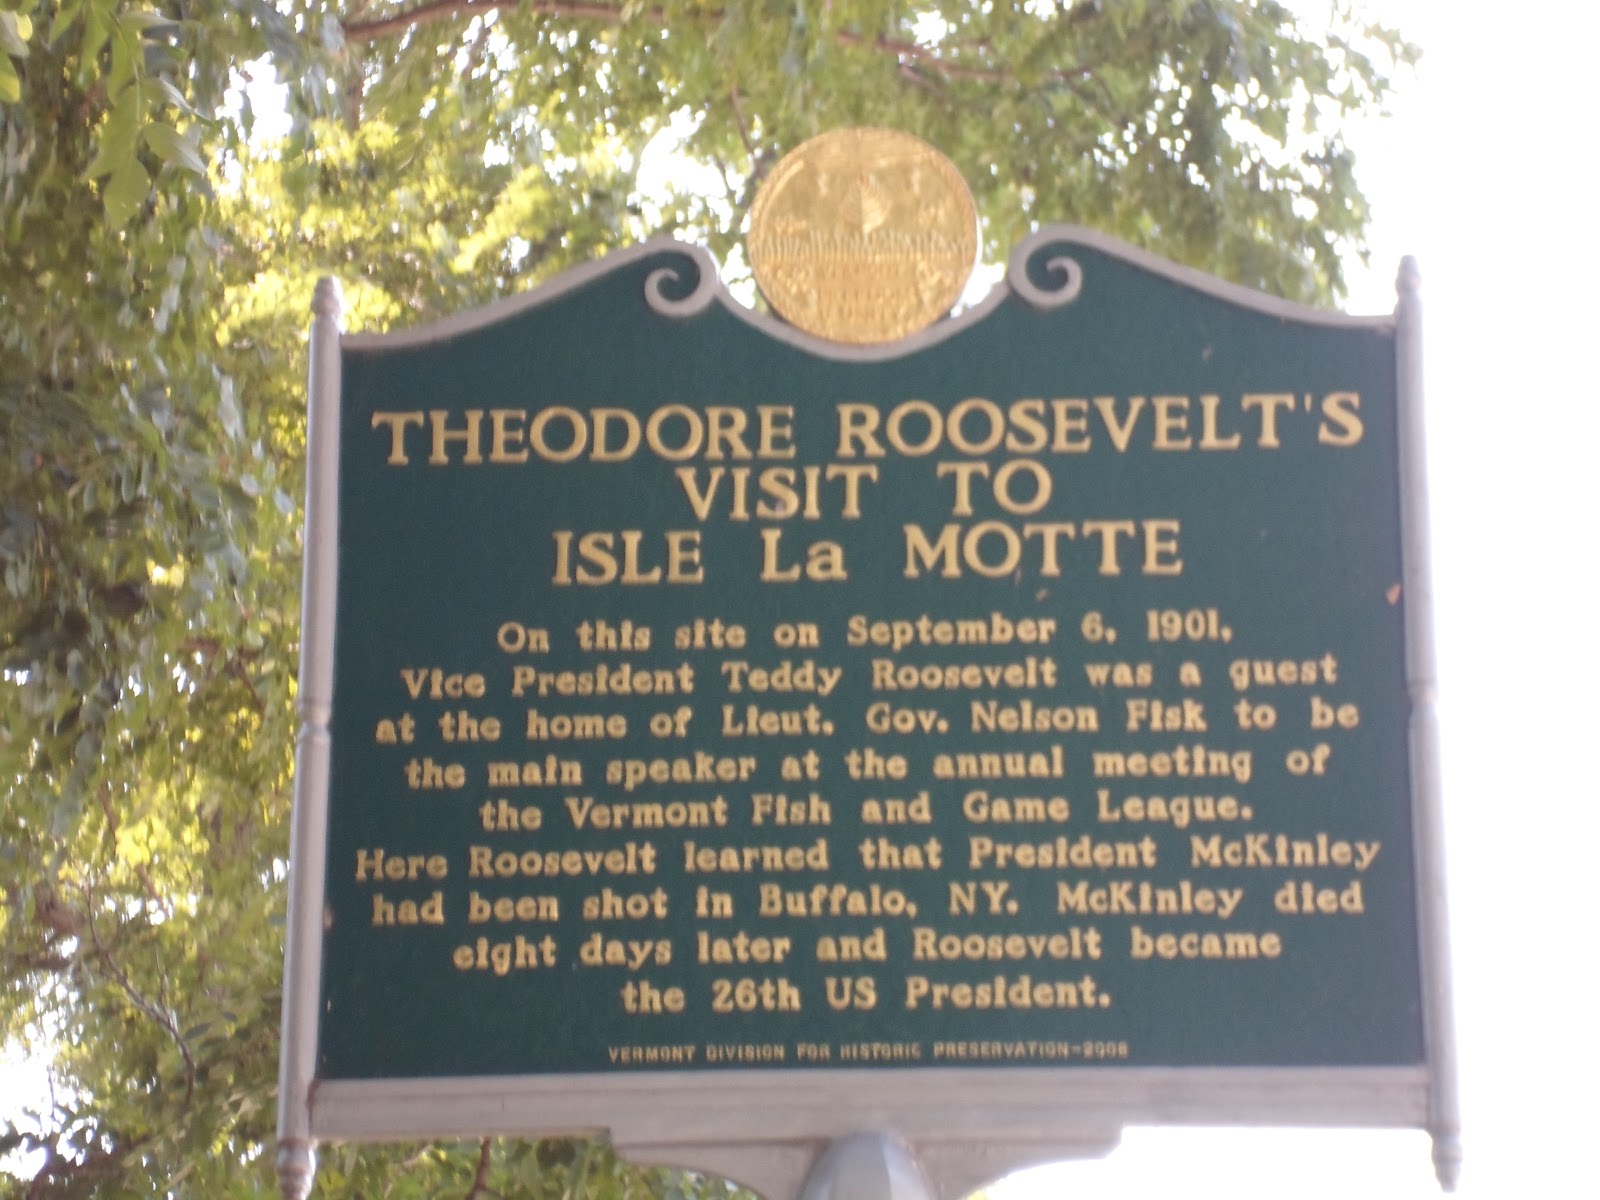 THEODORE ROOSEVELT'S
VISIT TO
ISLE La MOTTE
On this site on September 6, 1901,
Vice President Teddy Roosevelt was a guest
at the home of Lieut. Gov. Nelson Fisk to be
the main speaker at the annual meeting of
the Vermont Fish and Game League.
Here Roosevelt learned that President McKinley
had been shot in Buffalo, NY. McKinley died
eight days later and Roosevelt became
the 26th US President.
VERMONT DIVISION FOR HISTORIC PRESERVATION-